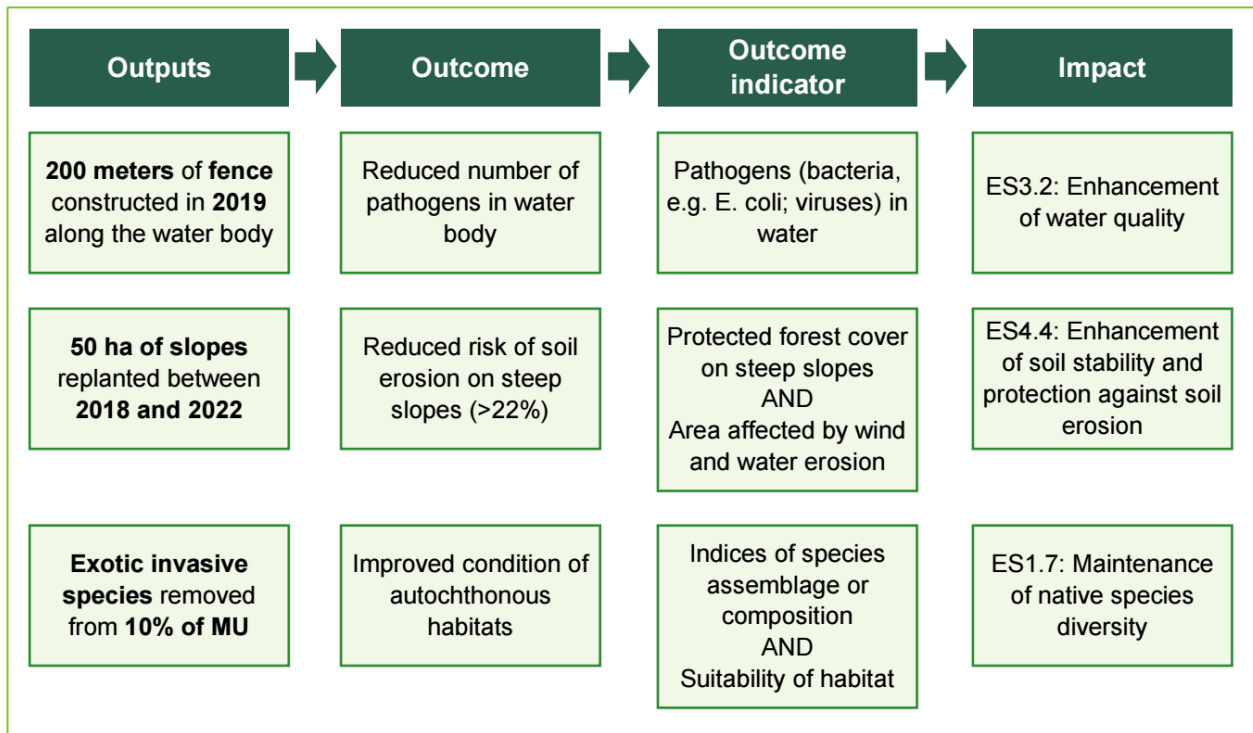 Outputs
Outcome
Outcome
indicator
Impact
200 meters of fence
constructed in 2019
along the water body
Reduced number of
pathogens in water
body
Pathogens (bacteria,
e.g. E. coli; viruses) in
water
ES3.2: Enhancement
of water quality
50 ha of slopes
replanted between
2018 and 2022
Reduced risk of soil
erosion on steep
slopes (>22%)
Protected forest cover
on steep slopes
AND
Area affected by wind
and water erosion
ES4.4: Enhancement
of soil stability and
protection against soil
erosion
Exotic invasive
species removed
from 10% of MU
Improved condition of
autochthonous
habitats
Indices of species
assemblage or
composition
AND
Suitability of habitat
ES1.7: Maintenance
of native species
diversity